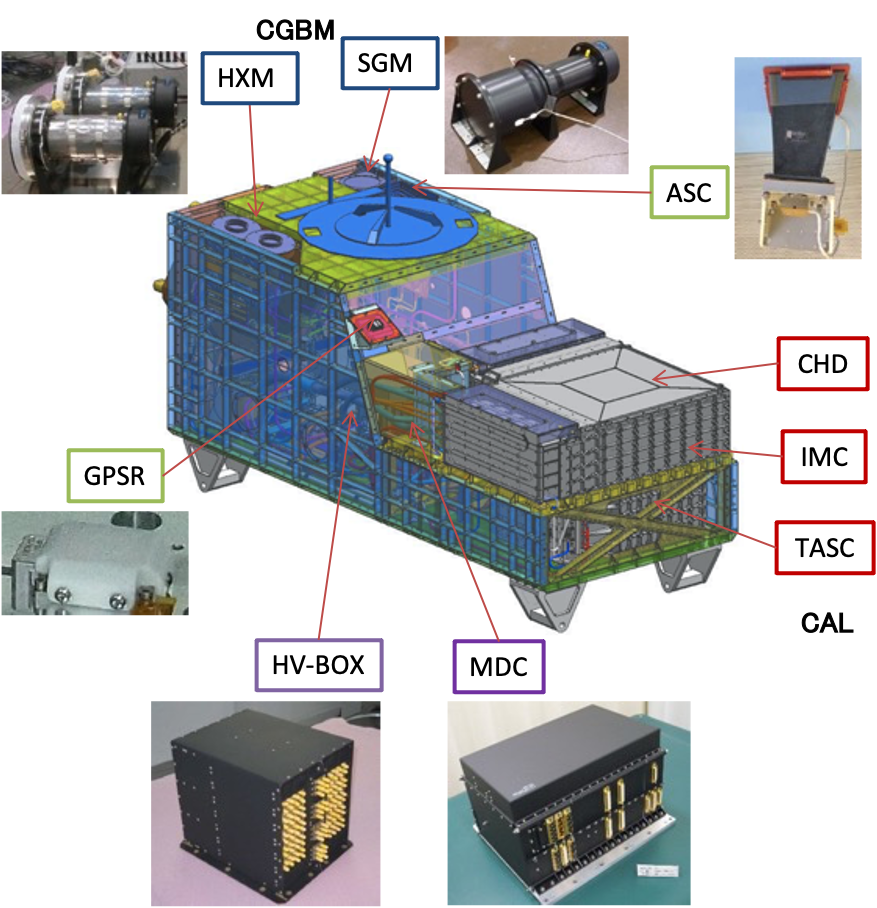 CGBM
HXM
SGM
ASC
CHD
IMC
GPSR
TASC
CAL
HV-BOX
MDC